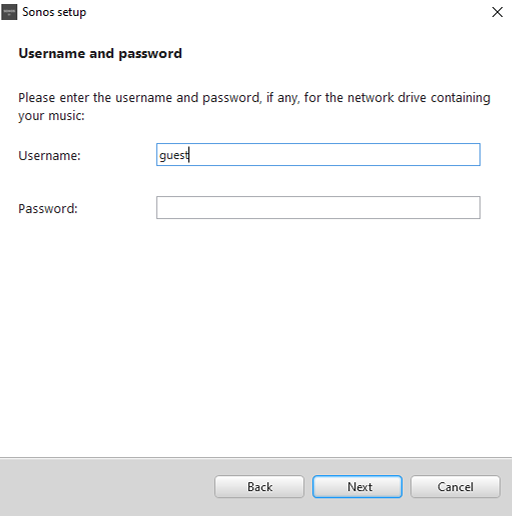 Sonos setup
Username and password
Please enter the username and password, if any, for the network drive containing
your music:
Username:
guest
Password:
Back
Next
Cancel